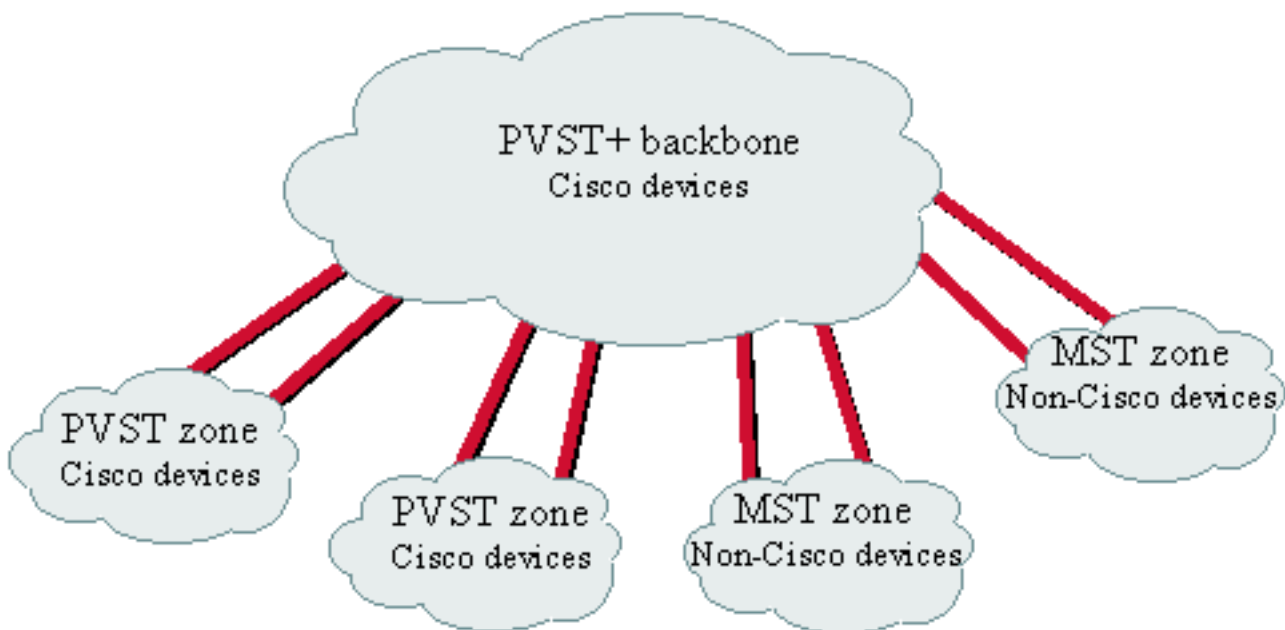 PVST+ backbone
Cisco devices
MST zone
Non-Cisco devices
PVST zone
Cisco devices
PVST zone
Cisco devices
MST zone
Non-Cisco devices